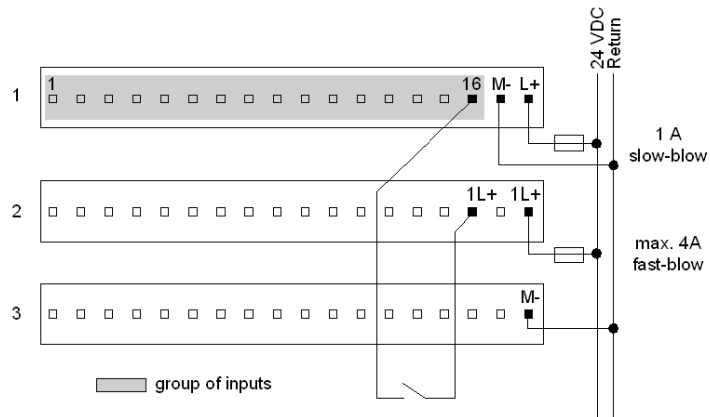 24 VDC
Return
1
1 16 M- L+
1 A
slow-blow
2
1L+ 1L+
max. 4A
fast-blow
3
M-
group of inputs